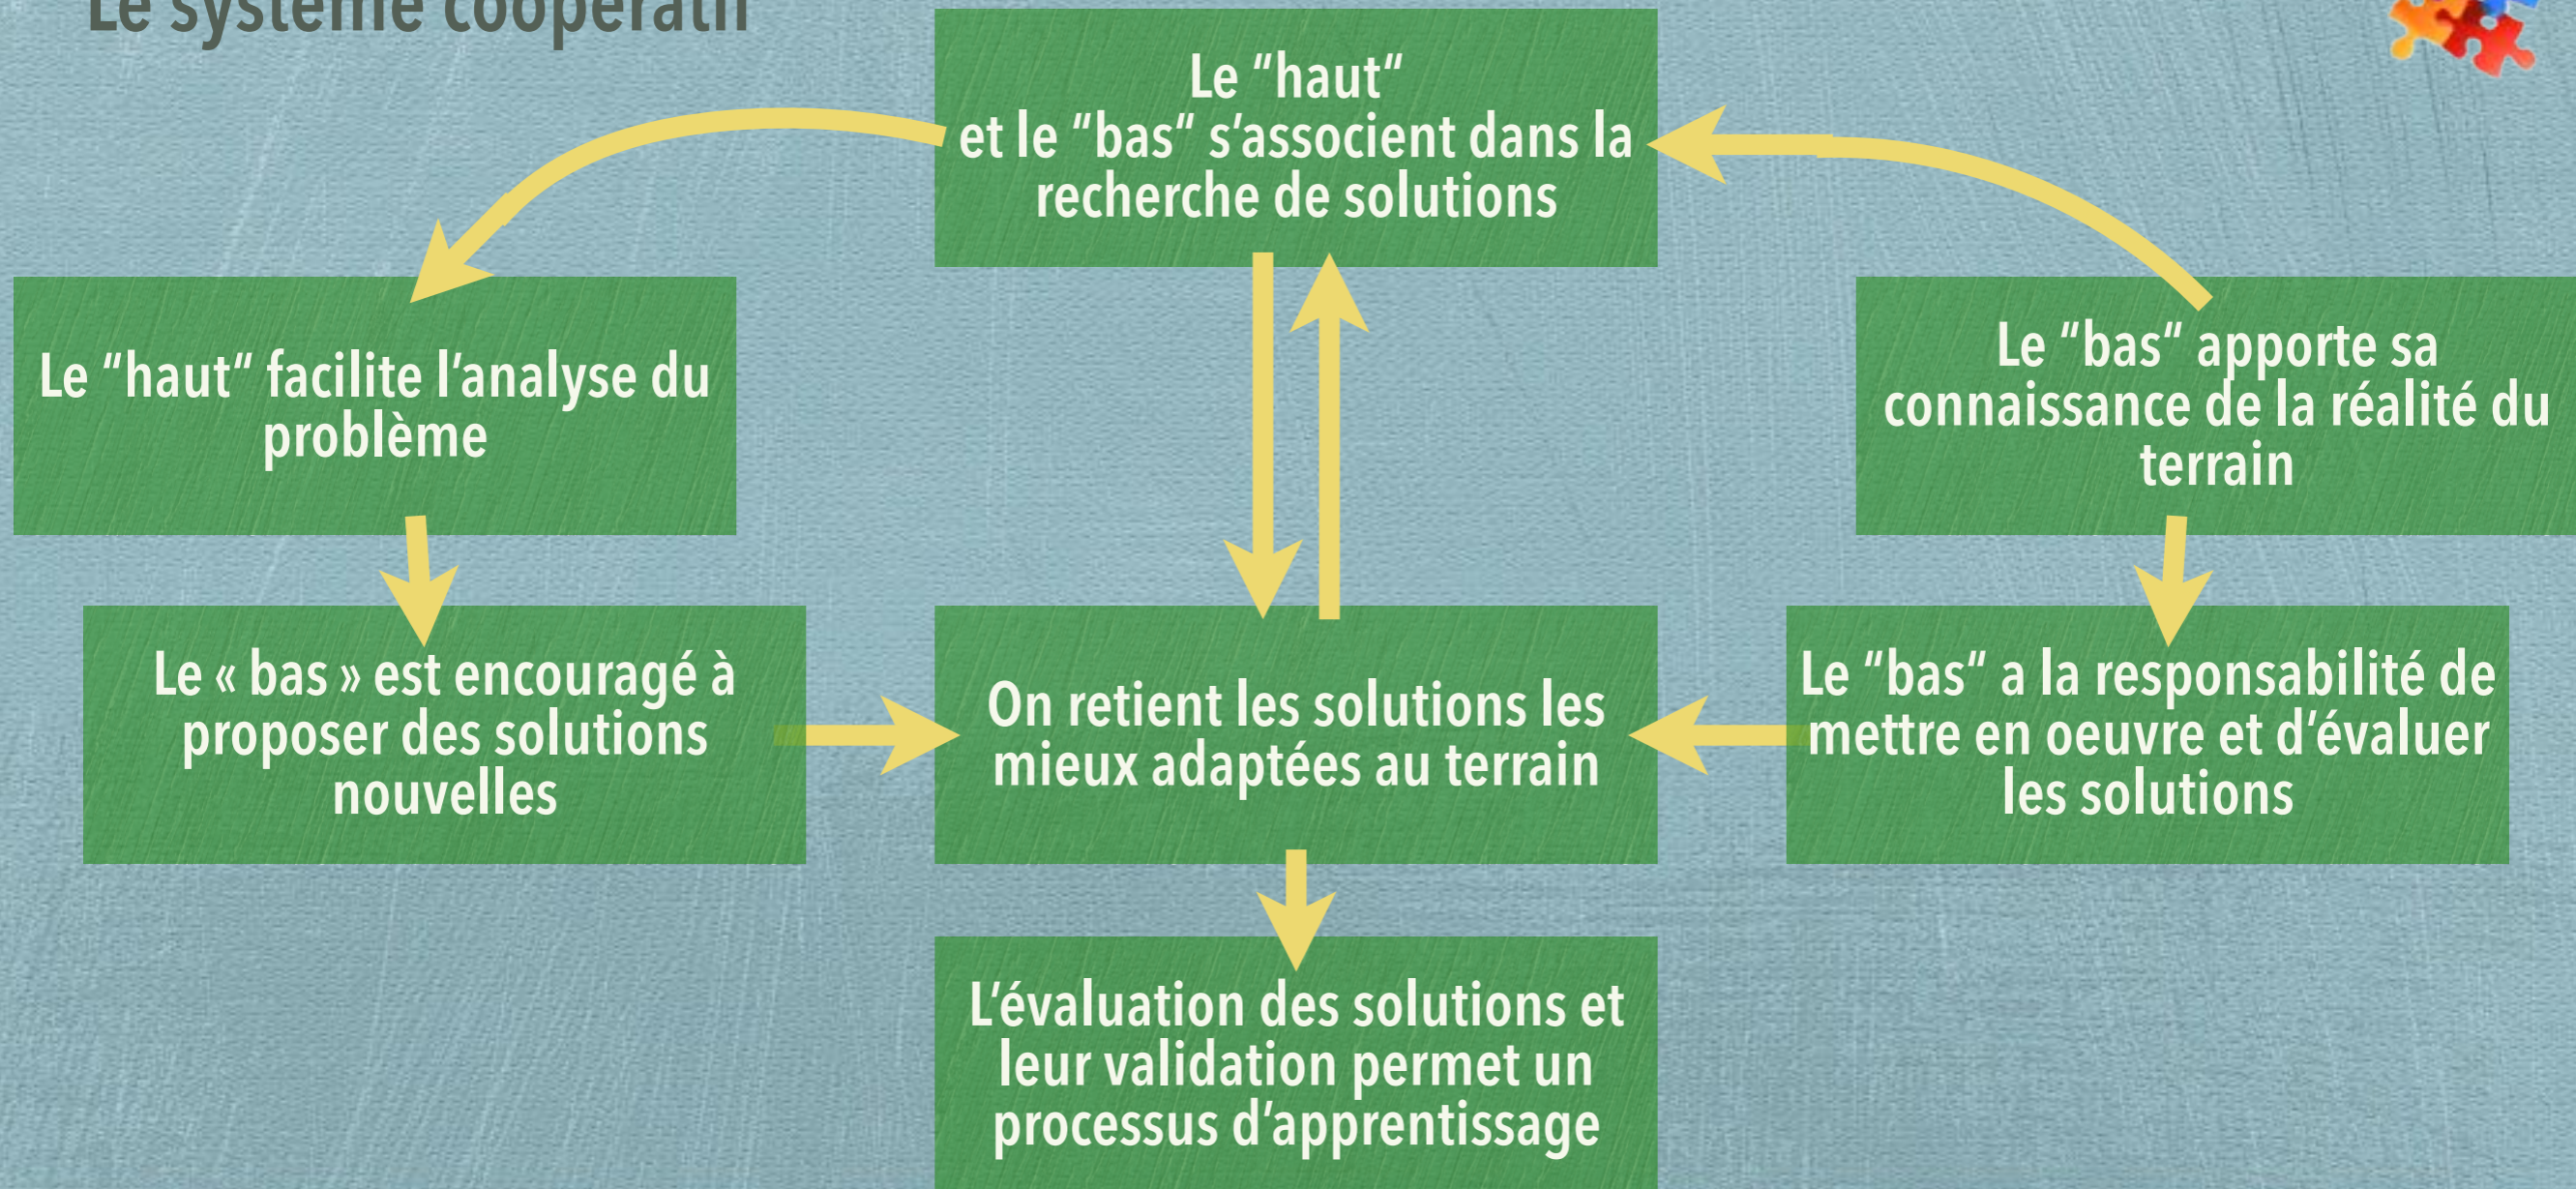 Le système coopératif
Le “haut“
et le “bas“ s’associent dans la
recherche de solutions
Le “haut“ facilite l’analyse du
problème
Le “bas“ apporte sa
connaissance de la réalité du
terrain
Le « bas » est encouragé à
proposer des solutions
nouvelles
On retient les solutions les
mieux adaptées au terrain
Le “bas“ a la responsabilité de
mettre en oeuvre et d’évaluer
les solutions
L’évaluation des solutions et
leur validation permet un
processus d’apprentissage